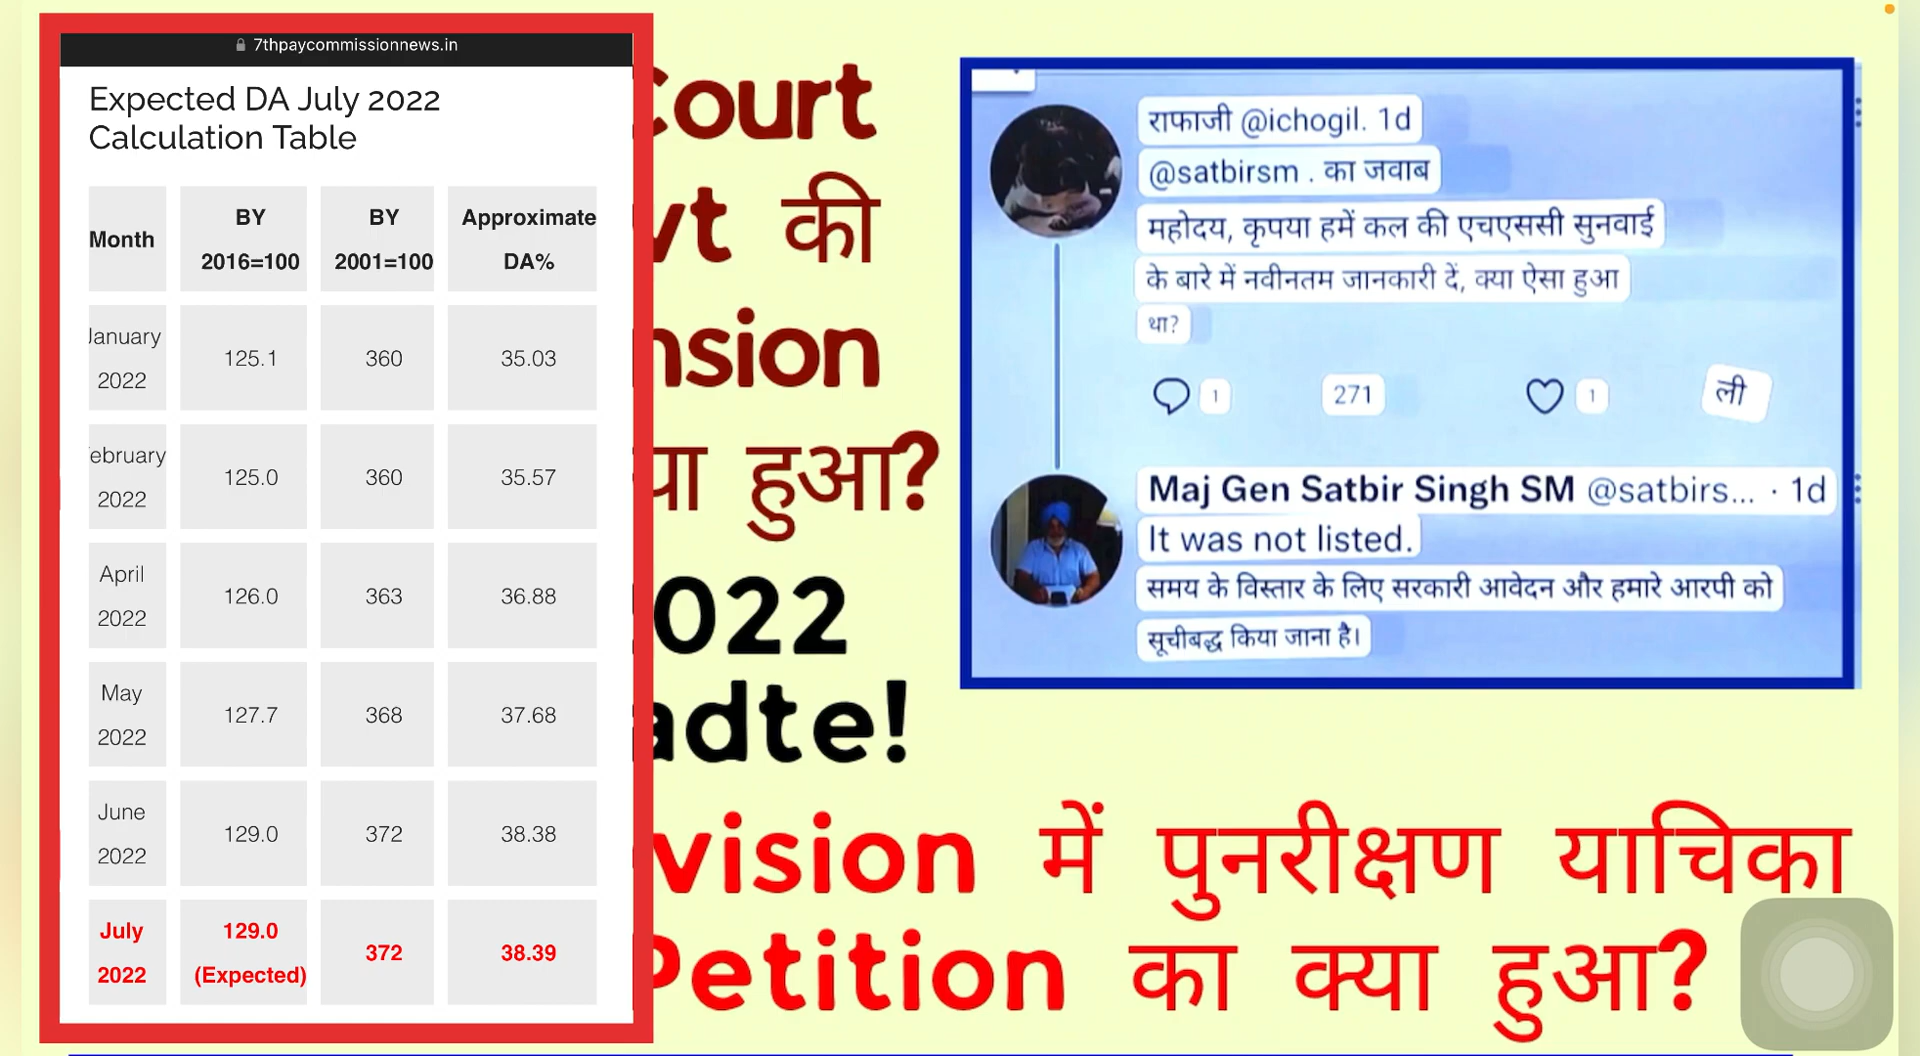 7thpaycommissionnews.in
Expected DA July 2022
Calculation Table
Month BY 2016=100 BY 2001=100 Approximate DA%
January 2022 125.1 360 35.03
ebruary 2022 125.0 360 35.57
April 2022 126.0 363 36.88
May 2022 127.7 368 37.68
June 2022 129.0 372 38.38
July 2022 129.0 (Expected) 372 38.39
Court
vt की
nsion
या हुआ?
022
adte!
vision में पुनरीक्षण याचिका
Petition का क्या हुआ?
राफाजी @ichogil. 1d
@satbirsm . का जवाब
महोदय, कृपया हमें कल की एचएससी सुनवाई
के बारे में नवीनतम जानकारी दें, क्या ऐसा हुआ
था?
1 271 1 ली
Maj Gen Satbir Singh SM @satbirs... · 1d
It was not listed.
समय के विस्तार के लिए सरकारी आवेदन और हमारे आरपी को
सूचीबद्ध किया जाना है।